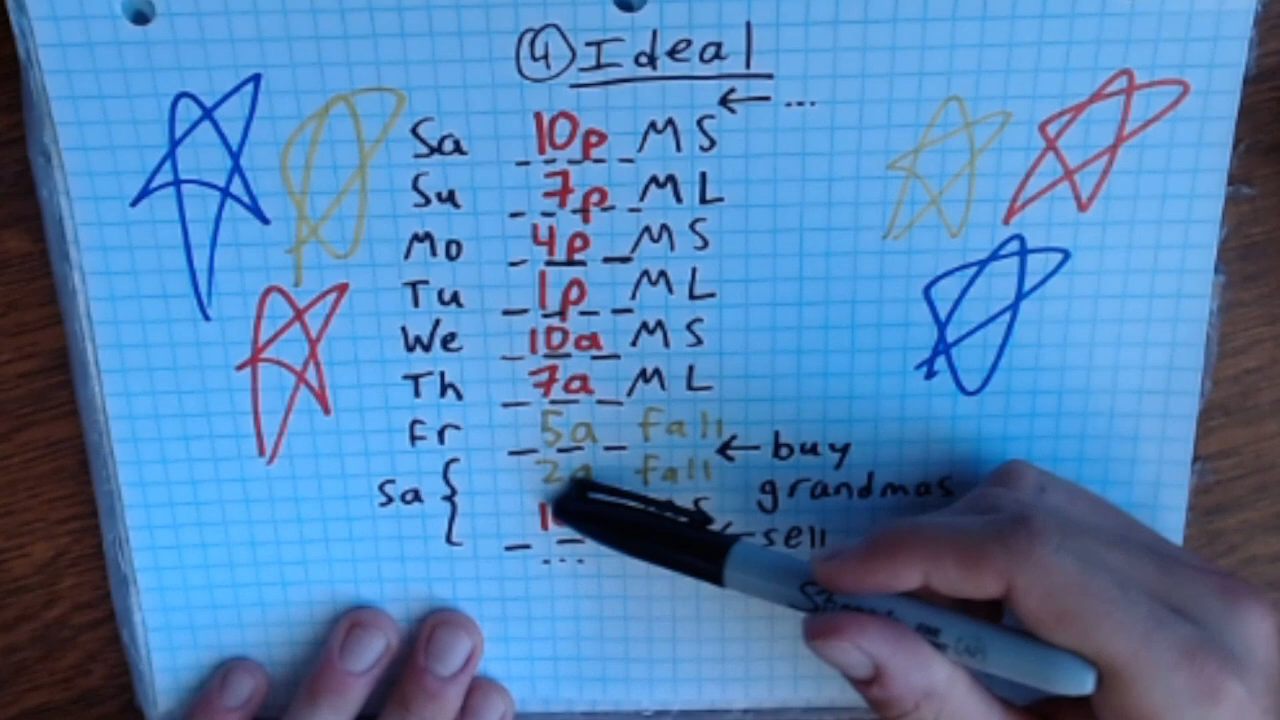 ④ Ideal
← ...
Sa 10p MS
Su 7p ML
Mo 4p MS
Tu 1p ML
We 10a MS
Th 7a ML
Fr 5a fall
← buy
Sa { 2a fall
grandmas
← sell
...